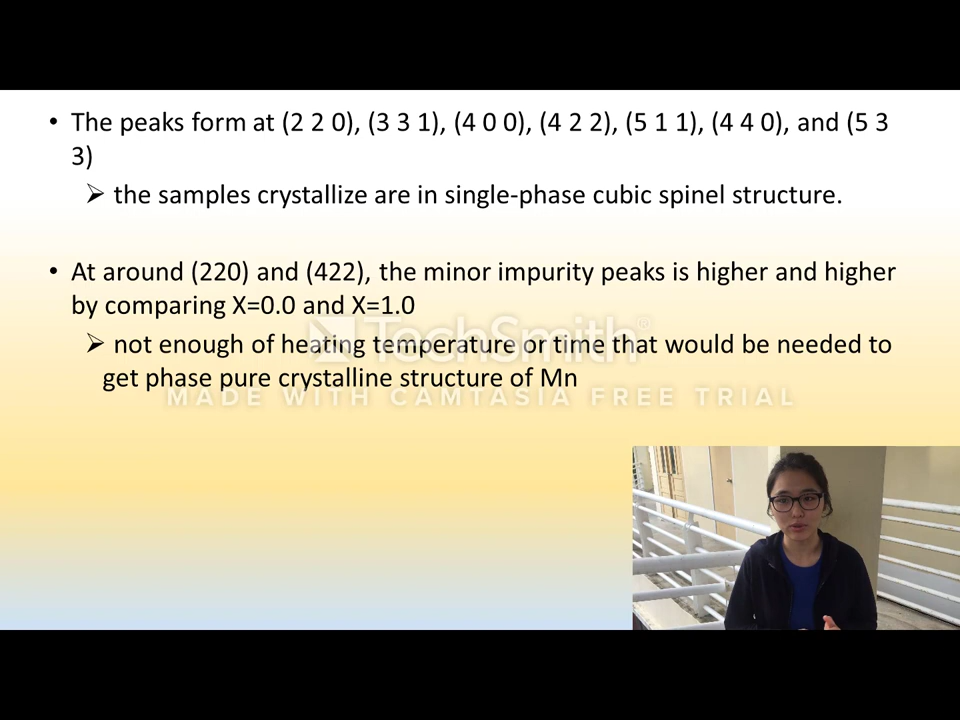 • The peaks form at (2 2 0), (3 3 1), (4 0 0), (4 2 2), (5 1 1), (4 4 0), and (5 3
3)
➢ the samples crystallize are in single-phase cubic spinel structure.
• At around (220) and (422), the minor impurity peaks is higher and higher
by comparing X=0.0 and X=1.0
TechSmith®
➢ not enough of heating temperature or time that would be needed to
get phase pure crystalline structure of Mn
MADE WITH CAMTASIA FREE TRIAL